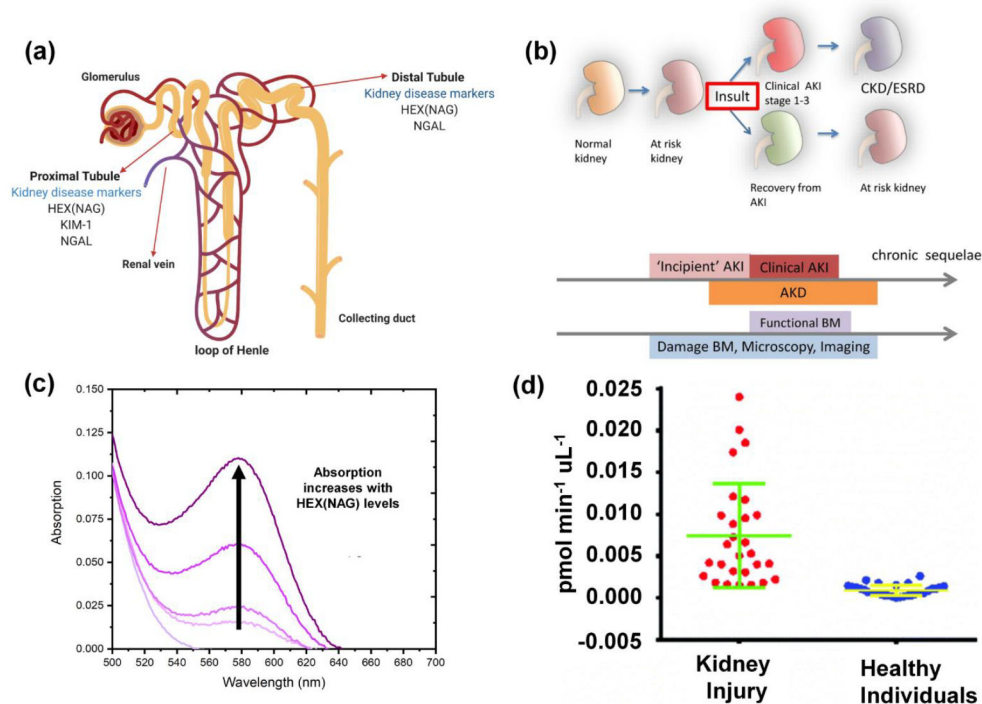 (a)
Glomerulus
Distal Tubule
Kidney disease markers
HEX(NAG)
NGAL
Proximal Tubule
Kidney disease markers
HEX(NAG)
KIM-1
NGAL
Renal vein
Collecting duct
loop of Henle
(b)
Insult
Clinical AKI
stage 1-3
CKD/ESRD
Normal
kidney
At risk
kidney
Recovery from
AKI
At risk kidney
chronic sequelae
'Incipient' AKI
Clinical AKI
AKD
Functional BM
Damage BM, Microscopy, Imaging
(c)
0.150
0.125
0.100
0.075
0.050
0.025
0.000
Absorption
Absorption
increases with
HEX(NAG) levels
500 520 540 560 580 600 620 640 660 680 700
Wavelength (nm)
(d)
0.025
0.020
0.015
0.010
0.005
0.000
-0.005
pmol min-1 uL-1
Kidney
Injury
Healthy
Individuals